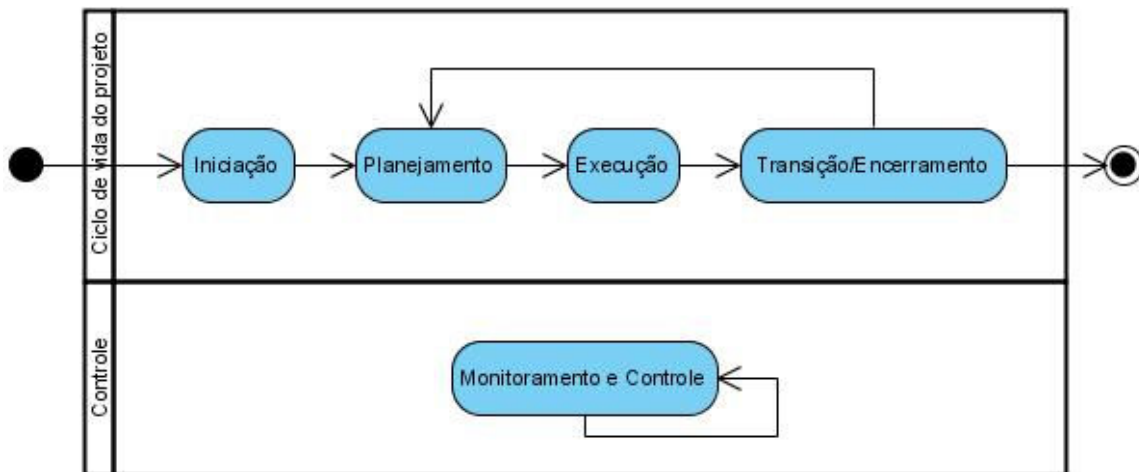 Ciclo de vida do projeto
Iniciação
Planejamento
Execução
Transição/Encerramento
Controle
Monitoramento e Controle